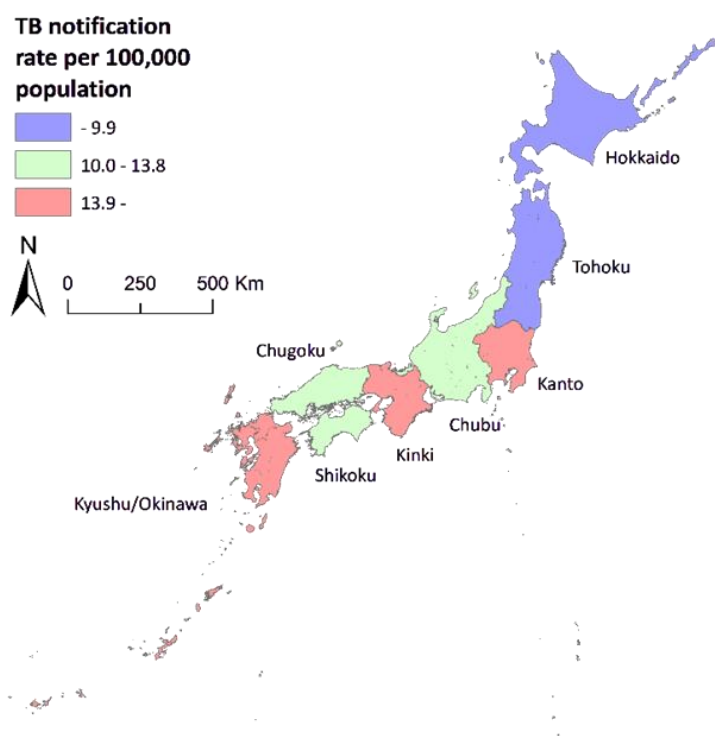 TB notification
rate per 100,000
population
- 9.9
10.0 - 13.8
13.9 -
N
0 250 500 Km
Hokkaido
Tohoku
Chugoku
Kanto
Chubu
Kinki
Shikoku
Kyushu/Okinawa